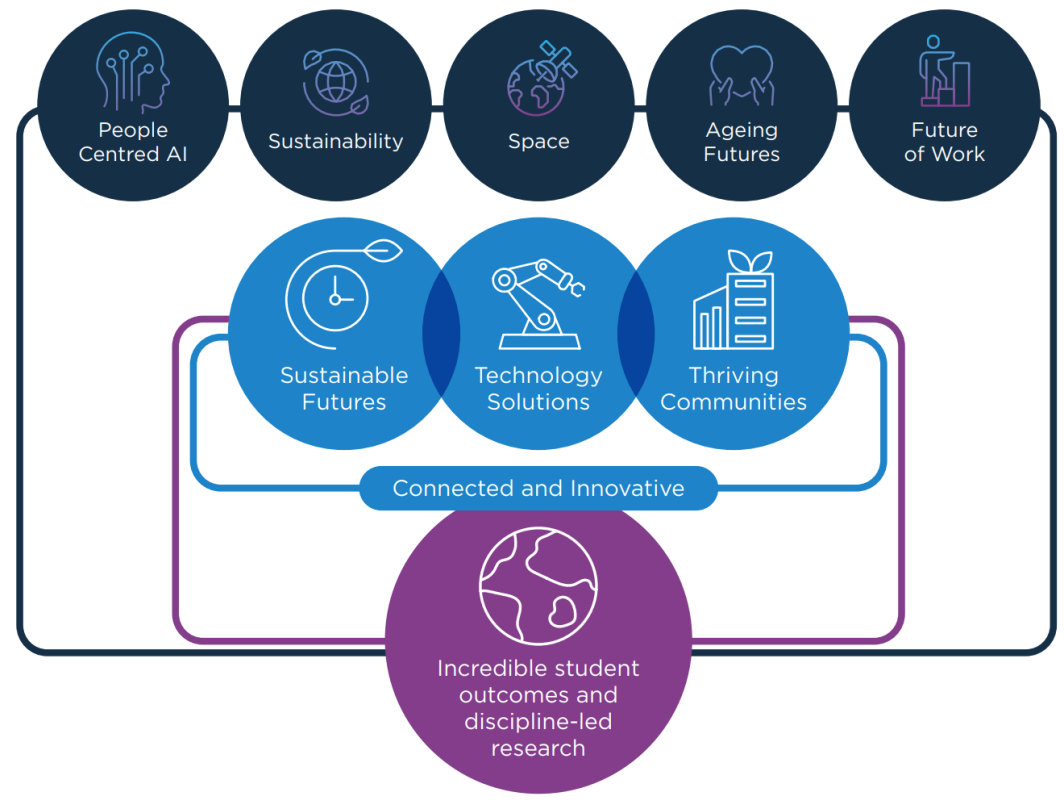 People
Centred AI
Sustainability
Space
Ageing
Futures
Future
of Work
Sustainable
Futures
Technology
Solutions
Thriving
Communities
Connected and Innovative
Incredible student
outcomes and
discipline-led
research